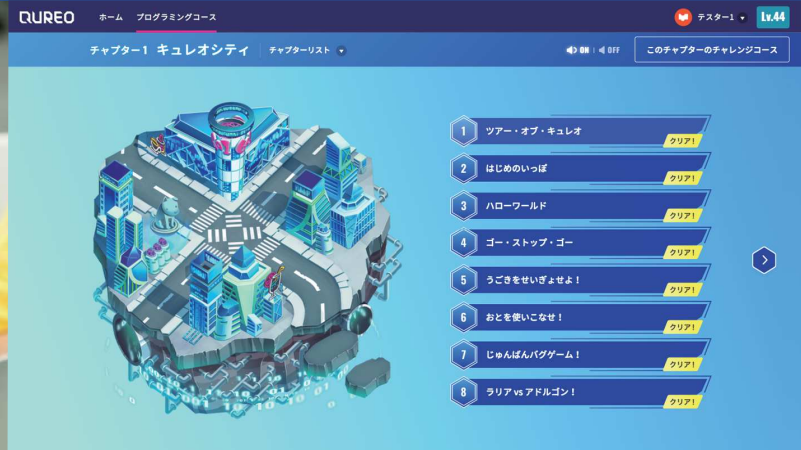 QUREO
ホーム プログラミングコース
テスター1
Lv.44
チャプター1 キュレオシティ
チャプターリスト
ON | OFF
このチャプターのチャレンジコース
1 ツアー・オブ・キュレオ
クリア!
2 はじめのいっぽ
クリア!
3 ハローワールド
クリア!
4 ゴー・ストップ・ゴー
クリア!
5 うごきをせいぎょせよ!
クリア!
6 おとを使いこなせ!
クリア!
7 じゅんばんバグゲーム!
クリア!
8 ラリア vs アドルゴン!
クリア!